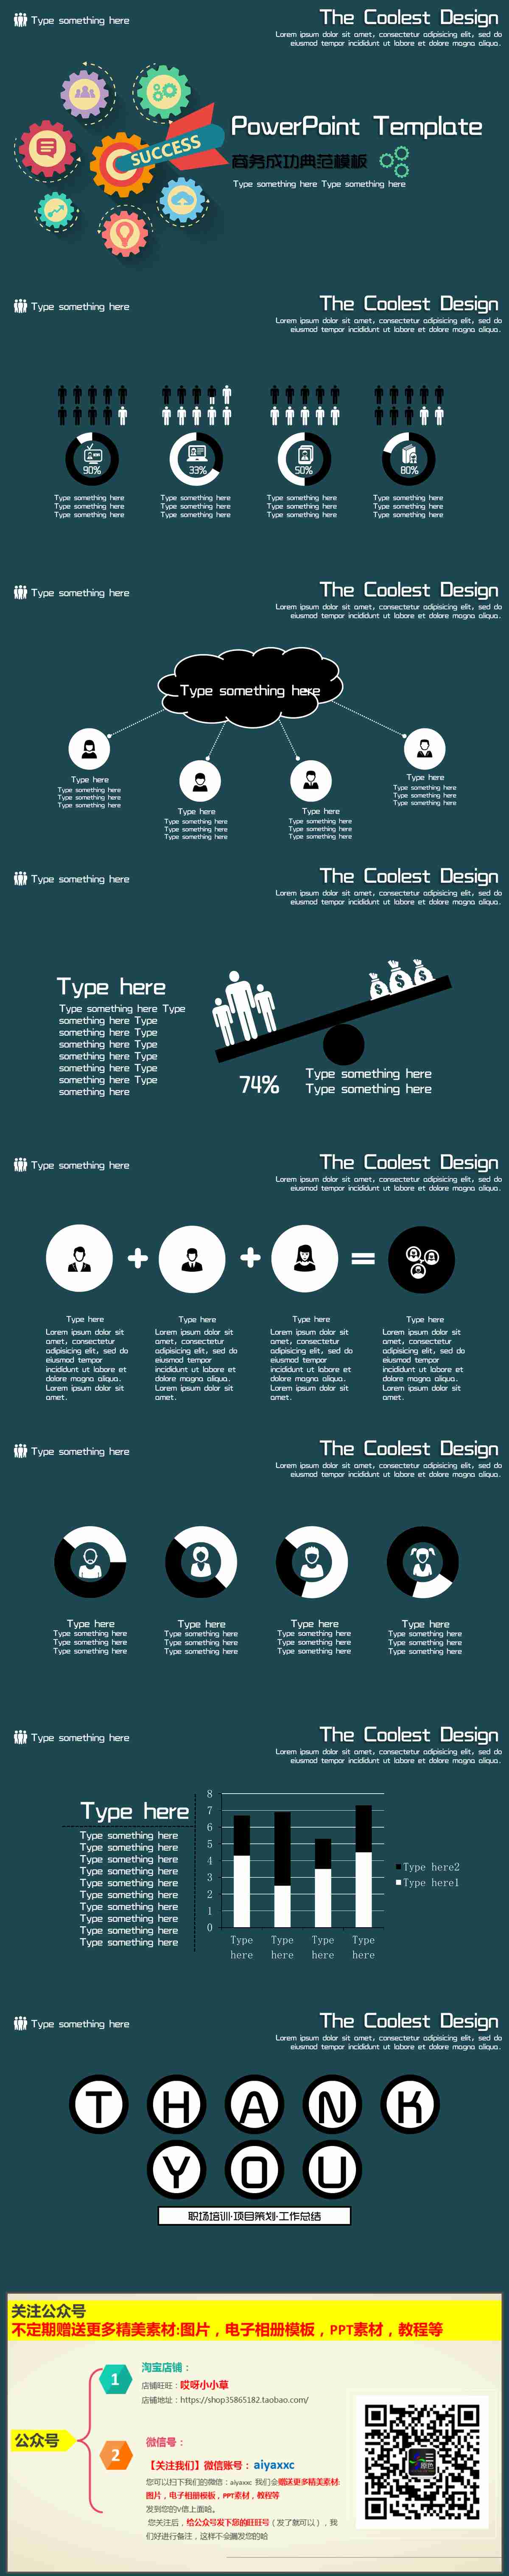 Type something here
The Coolest Design
Lorem ipsum dolor sit amet, consectetur adipisicing elit, sed do
eiusmod tempor incididunt ut labore et dolore magna aliqua.
SUCCESS
PowerPoint Template
商务成功典范模板
Type something here Type something here
Type something here
The Coolest Design
Lorem ipsum dolor sit amet, consectetur adipisicing elit, sed do
eiusmod tempor incididunt ut labore et dolore magna aliqua.
90%
33%
50%
80%
Type something here
Type something here
Type something here
Type something here
Type something here
Type something here
Type something here
Type something here
Type something here
Type something here
Type something here
Type something here
Type something here
The Coolest Design
Lorem ipsum dolor sit amet, consectetur adipisicing elit, sed do
eiusmod tempor incididunt ut labore et dolore magna aliqua.
Type something here
Type here
Type something here
Type something here
Type something here
Type here
Type something here
Type something here
Type something here
Type here
Type something here
Type something here
Type something here
Type here
Type something here
Type something here
Type something here
Type something here
The Coolest Design
Lorem ipsum dolor sit amet, consectetur adipisicing elit, sed do
eiusmod tempor incididunt ut labore et dolore magna aliqua.
Type here
Type something here Type
something here Type
something here Type
something here Type
something here Type
something here Type
something here Type
something here
74%
Type something here
Type something here
Type something here
The Coolest Design
Lorem ipsum dolor sit amet, consectetur adipisicing elit, sed do
eiusmod tempor incididunt ut labore et dolore magna aliqua.
Type here
Lorem ipsum dolor sit
amet, consectetur
adipisicing elit, sed do
eiusmod tempor
incididunt ut labore et
dolore magna aliqua.
Lorem ipsum dolor sit
amet.
Type here
Lorem ipsum dolor sit
amet, consectetur
adipisicing elit, sed do
eiusmod tempor
incididunt ut labore et
dolore magna aliqua.
Lorem ipsum dolor sit
amet.
Type here
Lorem ipsum dolor sit
amet, consectetur
adipisicing elit, sed do
eiusmod tempor
incididunt ut labore et
dolore magna aliqua.
Lorem ipsum dolor sit
amet.
Type here
Lorem ipsum dolor sit
amet, consectetur
adipisicing elit, sed do
eiusmod tempor
incididunt ut labore et
dolore magna aliqua.
Lorem ipsum dolor sit
amet.
Type something here
The Coolest Design
Lorem ipsum dolor sit amet, consectetur adipisicing elit, sed do
eiusmod tempor incididunt ut labore et dolore magna aliqua.
Type here
Type something here
Type something here
Type something here
Type here
Type something here
Type something here
Type something here
Type here
Type something here
Type something here
Type something here
Type here
Type something here
Type something here
Type something here
Type something here
The Coolest Design
Lorem ipsum dolor sit amet, consectetur adipisicing elit, sed do
eiusmod tempor incididunt ut labore et dolore magna aliqua.
Type here
Type something here
Type something here
Type something here
Type something here
Type something here
Type something here
Type something here
Type something here
Type something here
Type something here
8
7
6
5
4
3
2
1
0
Type here
Type here
Type here
Type here
Type here2
Type here1
Type something here
The Coolest Design
Lorem ipsum dolor sit amet, consectetur adipisicing elit, sed do
eiusmod tempor incididunt ut labore et dolore magna aliqua.
THANK
YOU
职场培训·项目策划·工作总结
关注公众号
不定期赠送更多精美素材:图片，电子相册模板，PPT素材，教程等
公众号
1
淘宝店铺：
店铺旺旺：哎呀小小草
店铺地址：https://shop35865182.taobao.com/
2
微信号：
【关注我们】微信账号：aiyaxxc
您可以扫下我们的微信：aiyaxxc 我们会赠送更多精美素材:
图片，电子相册模板，PPT素材，教程等
发到您的V信上面哈。
您关注后，给公众号发下您的旺旺号（发了就可以），我
们好进行备注，这样不会漏发您的哈